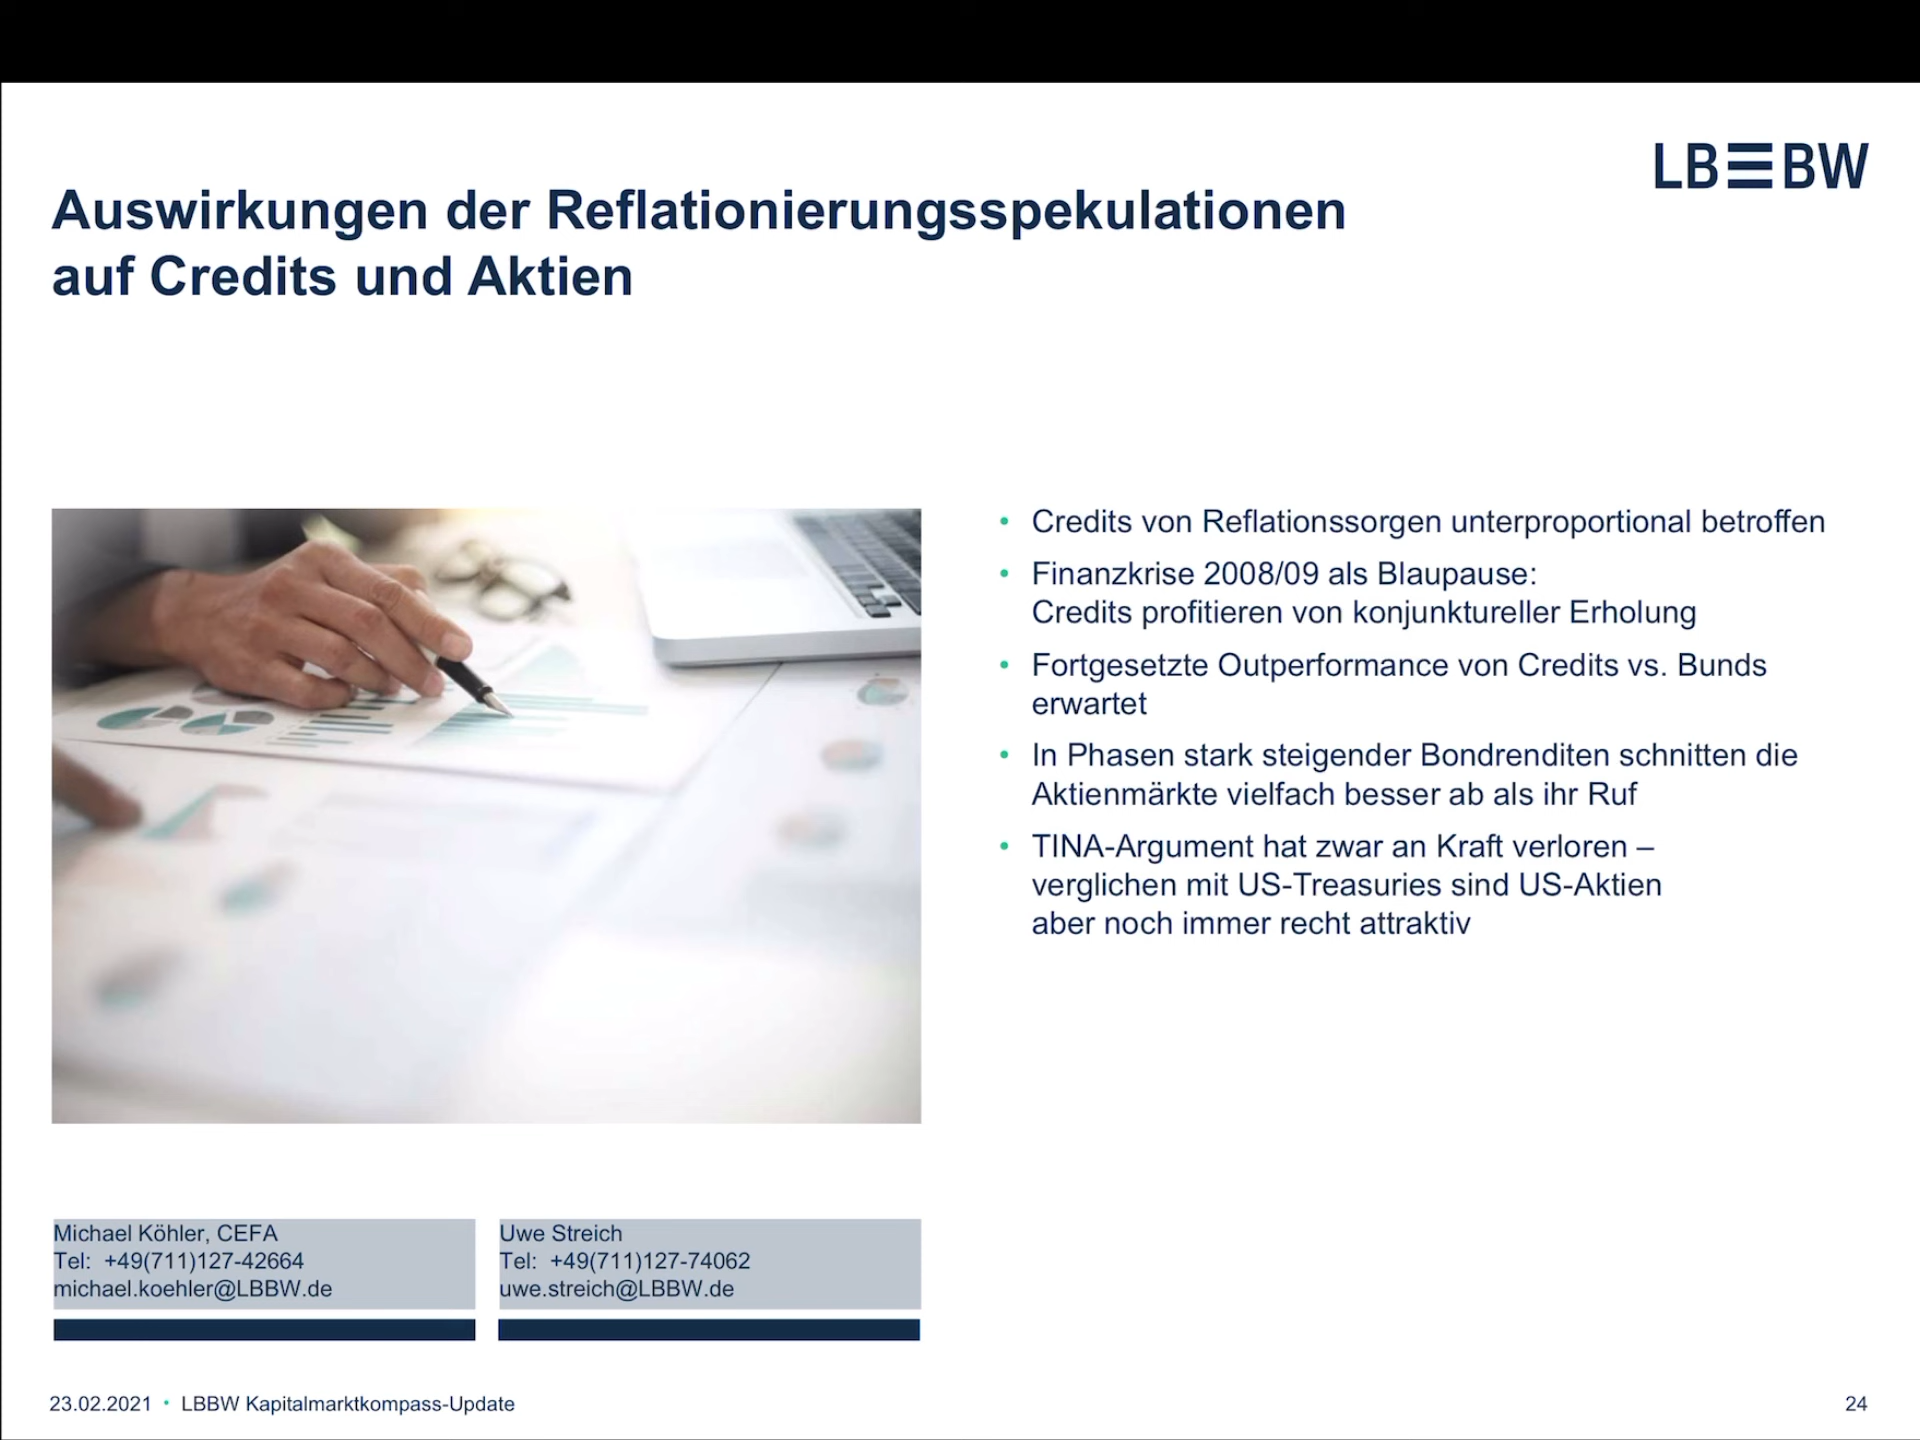 LBBW
Auswirkungen der Reflationierungsspekulationen
auf Credits und Aktien
• Credits von Reflationssorgen unterproportional betroffen
• Finanzkrise 2008/09 als Blaupause:
Credits profitieren von konjunktureller Erholung
• Fortgesetzte Outperformance von Credits vs. Bunds
erwartet
• In Phasen stark steigender Bondrenditen schnitten die
Aktienmärkte vielfach besser ab als ihr Ruf
• TINA-Argument hat zwar an Kraft verloren –
verglichen mit US-Treasuries sind US-Aktien
aber noch immer recht attraktiv
Michael Köhler, CEFA
Tel: +49(711)127-42664
michael.koehler@LBBW.de
Uwe Streich
Tel: +49(711)127-74062
uwe.streich@LBBW.de
23.02.2021 • LBBW Kapitalmarktkompass-Update
24